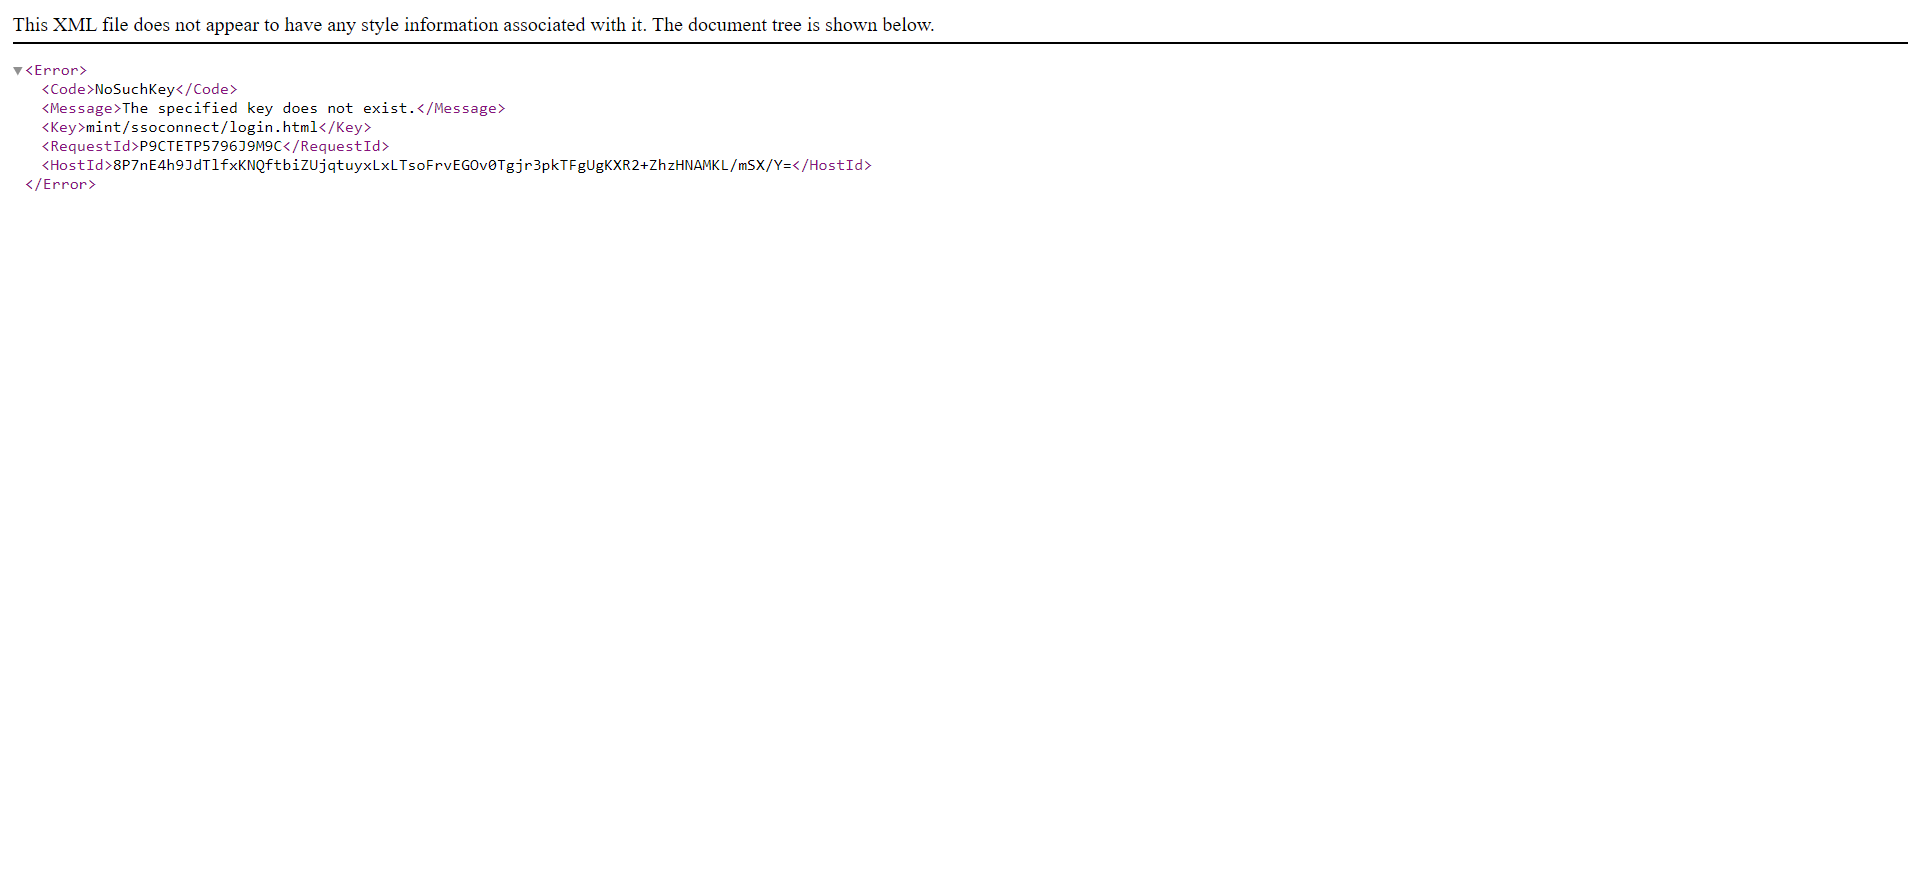 This XML file does not appear to have any style information associated with it. The document tree is shown below.
▼<Error>
<Code>NoSuchKey</Code>
<Message>The specified key does not exist.</Message>
<Key>mint/ssoconnect/login.html</Key>
<RequestId>P9CTETP5796J9M9C</RequestId>
<HostId>8P7nE4h9JdTlfxKNQftbiZUjqtuyxLxLTsoFrvEGOv0Tgjr3pkTFgUgKXR2+ZhzHNAMKL/mSX/Y=</HostId>
</Error>